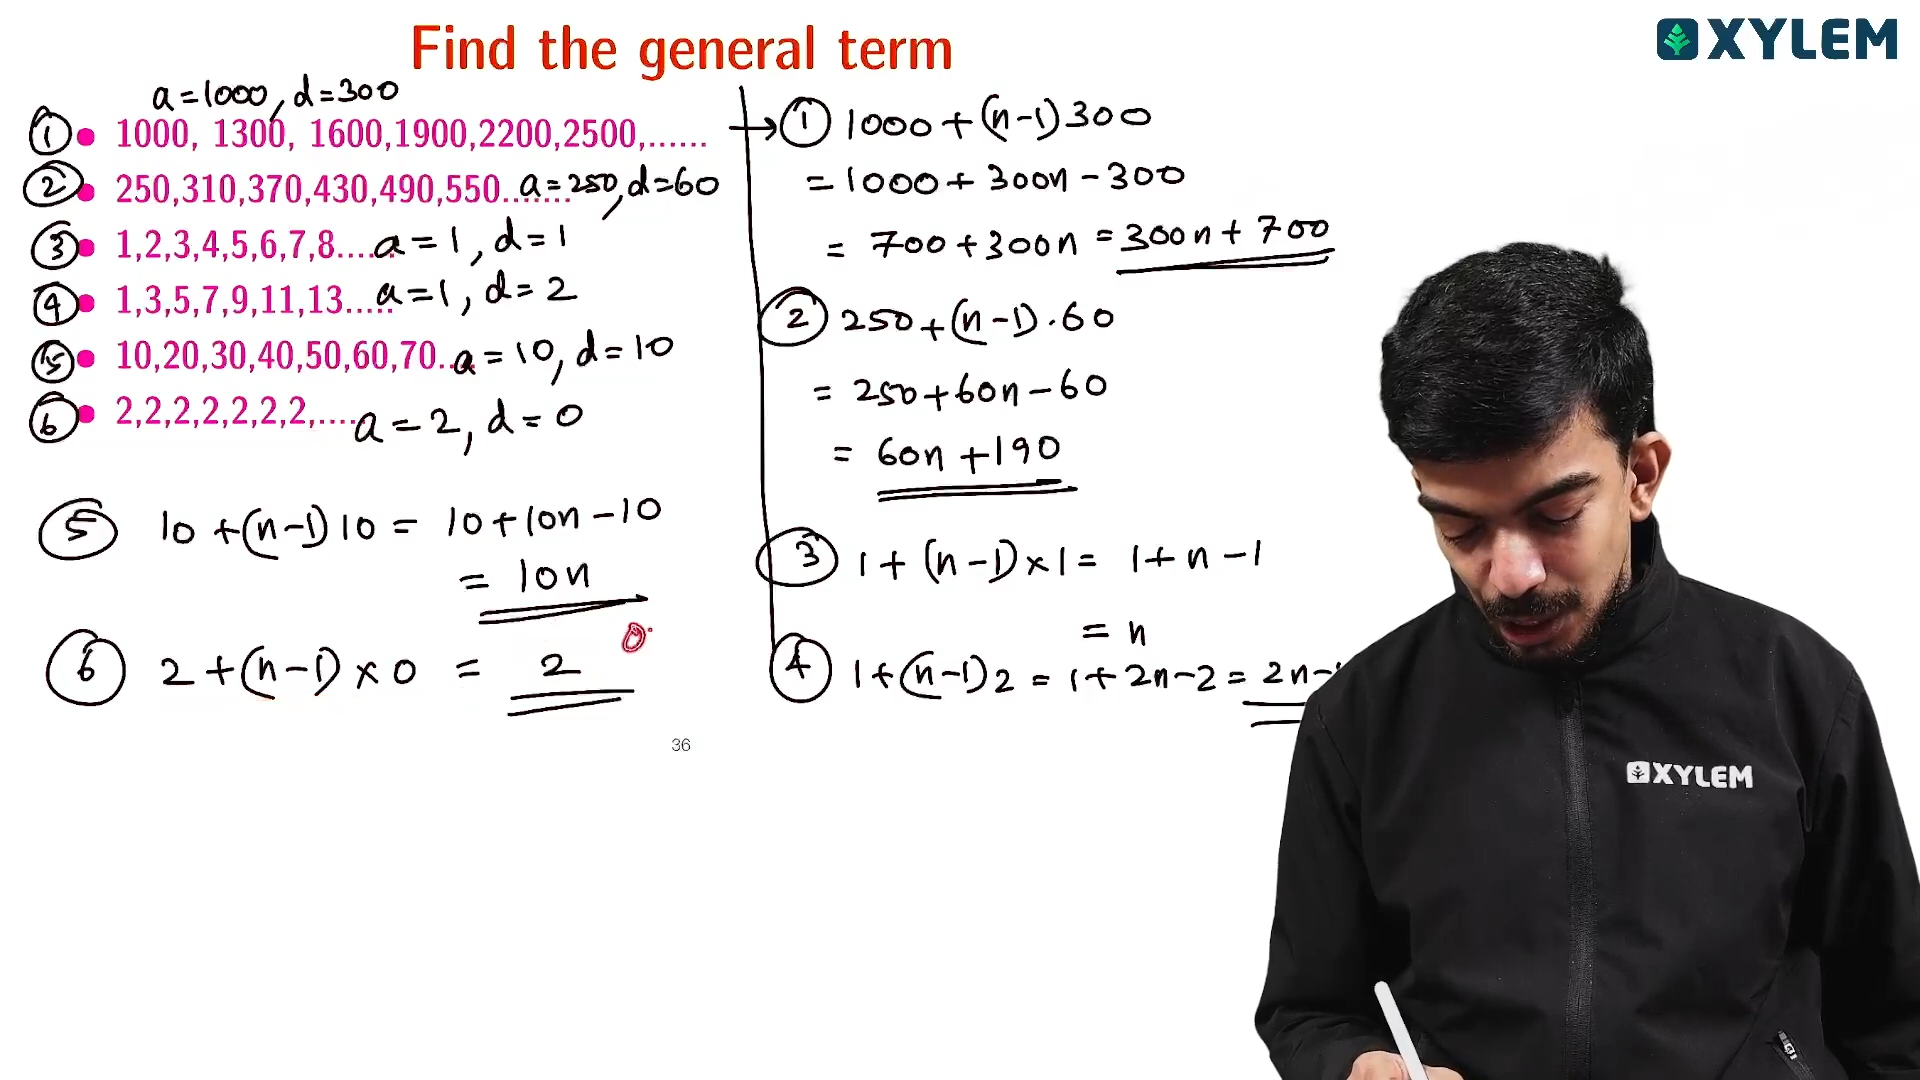 Find the general term
XYLEM
a=1000, d=300
① • 1000, 1300, 1600,1900,2200,2500,......
② • 250,310,370,430,490,550....... a=250, d=60
③ • 1,2,3,4,5,6,7,8...... a=1, d=1
④ • 1,3,5,7,9,11,13..... a=1, d=2
⑤ • 10,20,30,40,50,60,70.... a=10, d=10
⑥ • 2,2,2,2,2,2,2,.... a=2, d=0
⑤ 10+(n-1)10 = 10+10n-10
= 10n
⑥ 2+(n-1)×0 = 2
0
→ ① 1000+(n-1)300
= 1000+300n-300
= 700+300n = 300n+700
② 250+(n-1)·60
= 250+60n-60
= 60n+190
③ 1+(n-1)×1 = 1+n-1
= n
④ 1+(n-1)2 = 1+2n-2 = 2n-
36
XYLEM